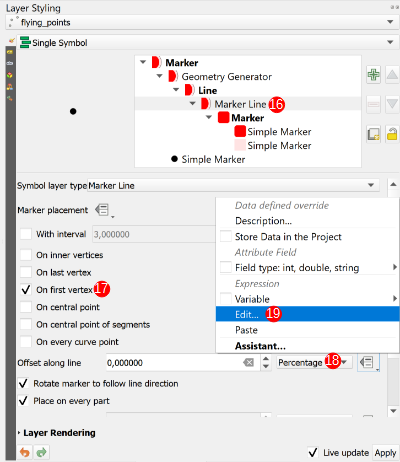 Layer Styling
flying_points
Single Symbol
Marker
Geometry Generator
Line
Marker Line 16
Marker
Simple Marker
Simple Marker
Simple Marker
Symbol layer type Marker Line
Marker placement
With interval 3,000000
On inner vertices
On last vertex
On first vertex 17
On central point
On central point of segments
On every curve point
Data defined override
Description...
Store Data in the Project
Attribute Field
Field type: int, double, string
Expression
Variable
Edit... 19
Paste
Assistant...
Offset along line 0,000000 Percentage 18
Rotate marker to follow line direction
Place on every part
Layer Rendering
Live update Apply